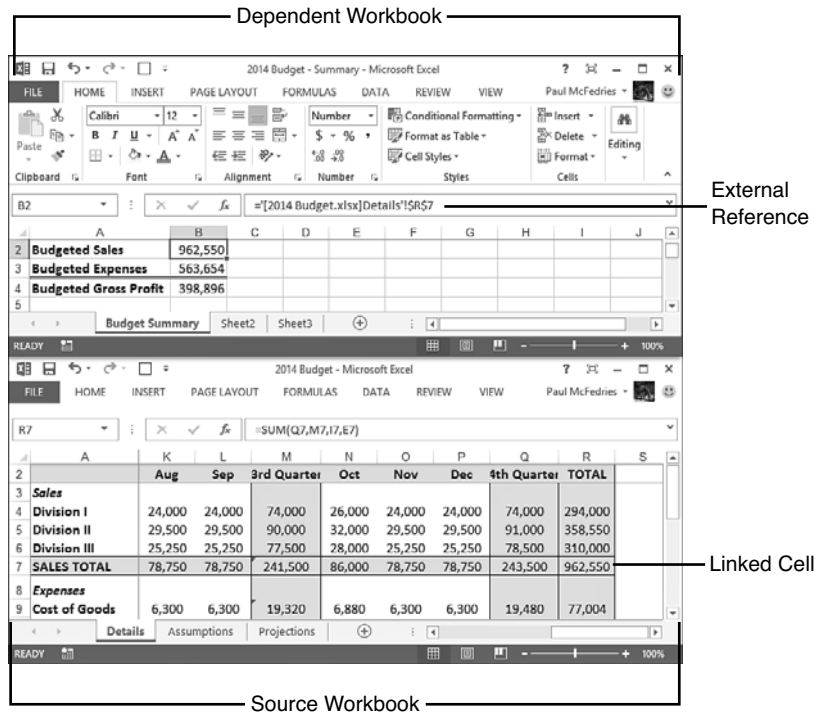 Dependent Workbook
2014 Budget - Summary - Microsoft Excel
FILE HOME INSERT PAGE LAYOUT FORMULAS DATA REVIEW VIEW Paul McFedries
Calibri 12 Number Conditional Formatting Insert
Paste B I U A A $ % , Format as Table Delete Editing
A Cell Styles Format
Clipboard Font Alignment Number Styles Cells
B2 fx ='[2014 Budget.xlsx]Details'!$R$7
External
Reference
A B C D E F G H I J
2 Budgeted Sales 962,550
3 Budgeted Expenses 563,654
4 Budgeted Gross Profit 398,896
5
Budget Summary Sheet2 Sheet3
READY 100%
2014 Budget - Microsoft Excel
FILE HOME INSERT PAGE LAYOUT FORMULAS DATA REVIEW VIEW Paul McFedries
R7 fx =SUM(Q7,M7,I7,E7)
A K L M N O P Q R S
2 Aug Sep 3rd Quarter Oct Nov Dec 4th Quarter TOTAL
3 Sales
4 Division I 24,000 24,000 74,000 26,000 24,000 24,000 74,000 294,000
5 Division II 29,500 29,500 90,000 32,000 29,500 29,500 91,000 358,550
6 Division III 25,250 25,250 77,500 28,000 25,250 25,250 78,500 310,000
7 SALES TOTAL 78,750 78,750 241,500 86,000 78,750 78,750 243,500 962,550
Linked Cell
8 Expenses
9 Cost of Goods 6,300 6,300 19,320 6,880 6,300 6,300 19,480 77,004
Details Assumptions Projections
READY 100%
Source Workbook